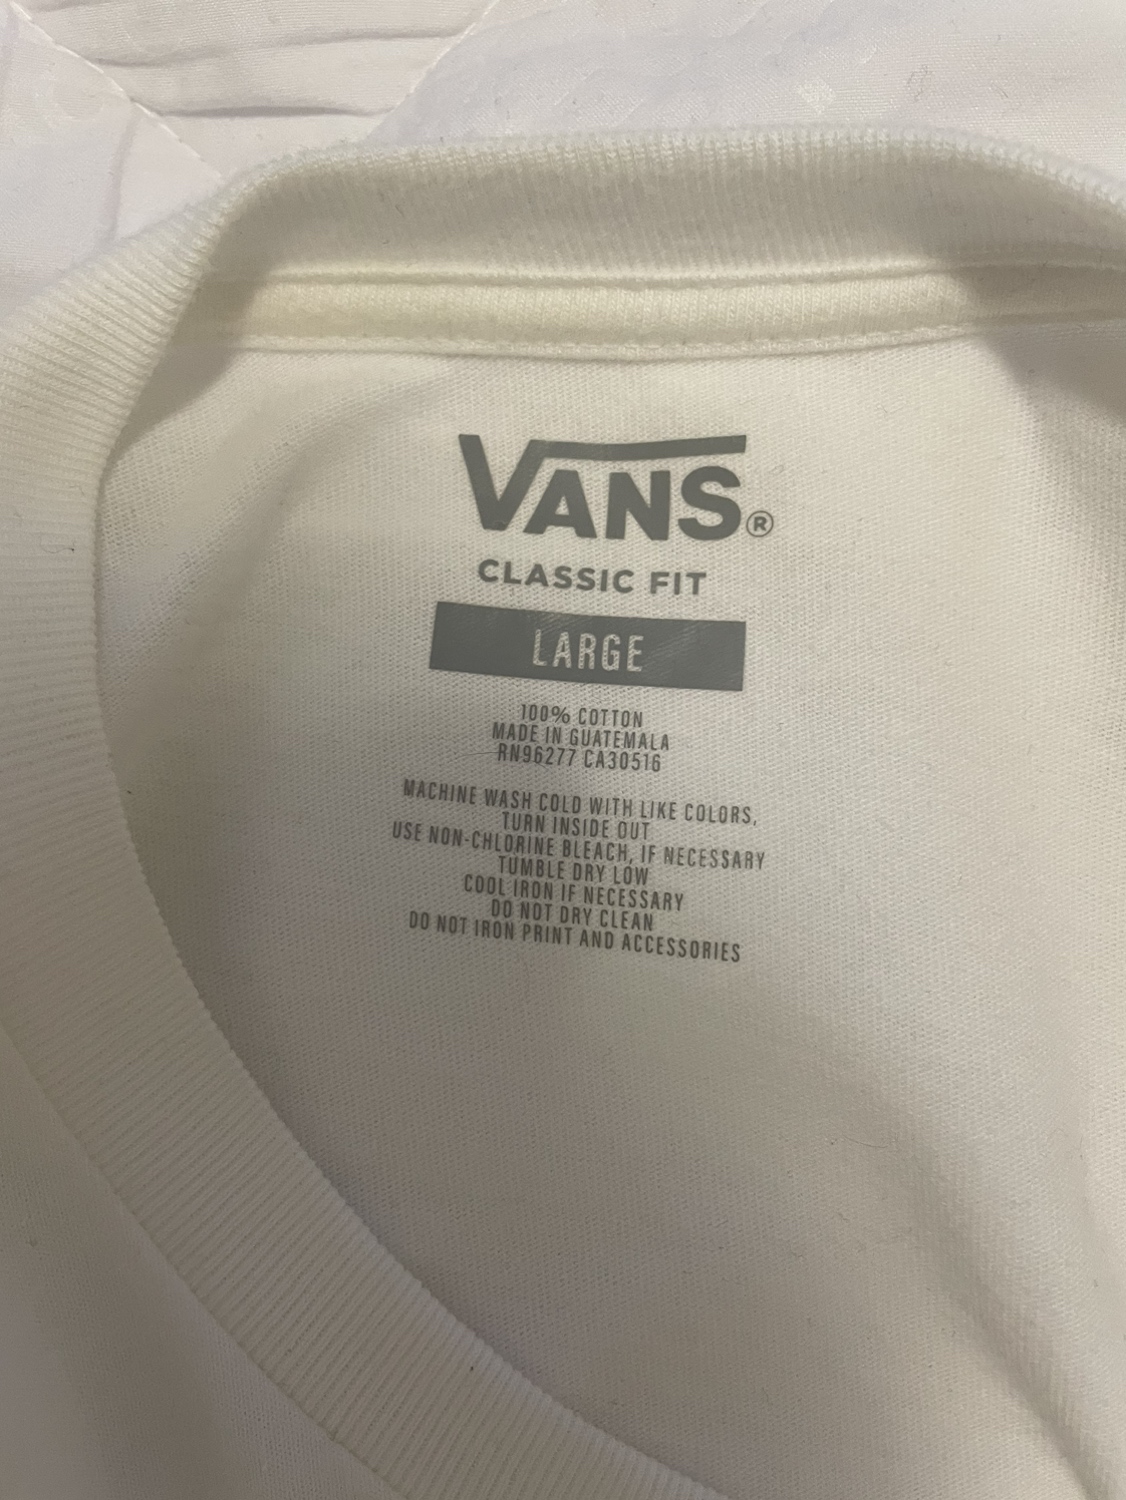 VANS®
CLASSIC FIT
LARGE
100% COTTON
MADE IN GUATEMALA
RN96277 CA30516
MACHINE WASH COLD WITH LIKE COLORS,
TURN INSIDE OUT
USE NON-CHLORINE BLEACH, IF NECESSARY
TUMBLE DRY LOW
COOL IRON IF NECESSARY
DO NOT DRY CLEAN
DO NOT IRON PRINT AND ACCESSORIES